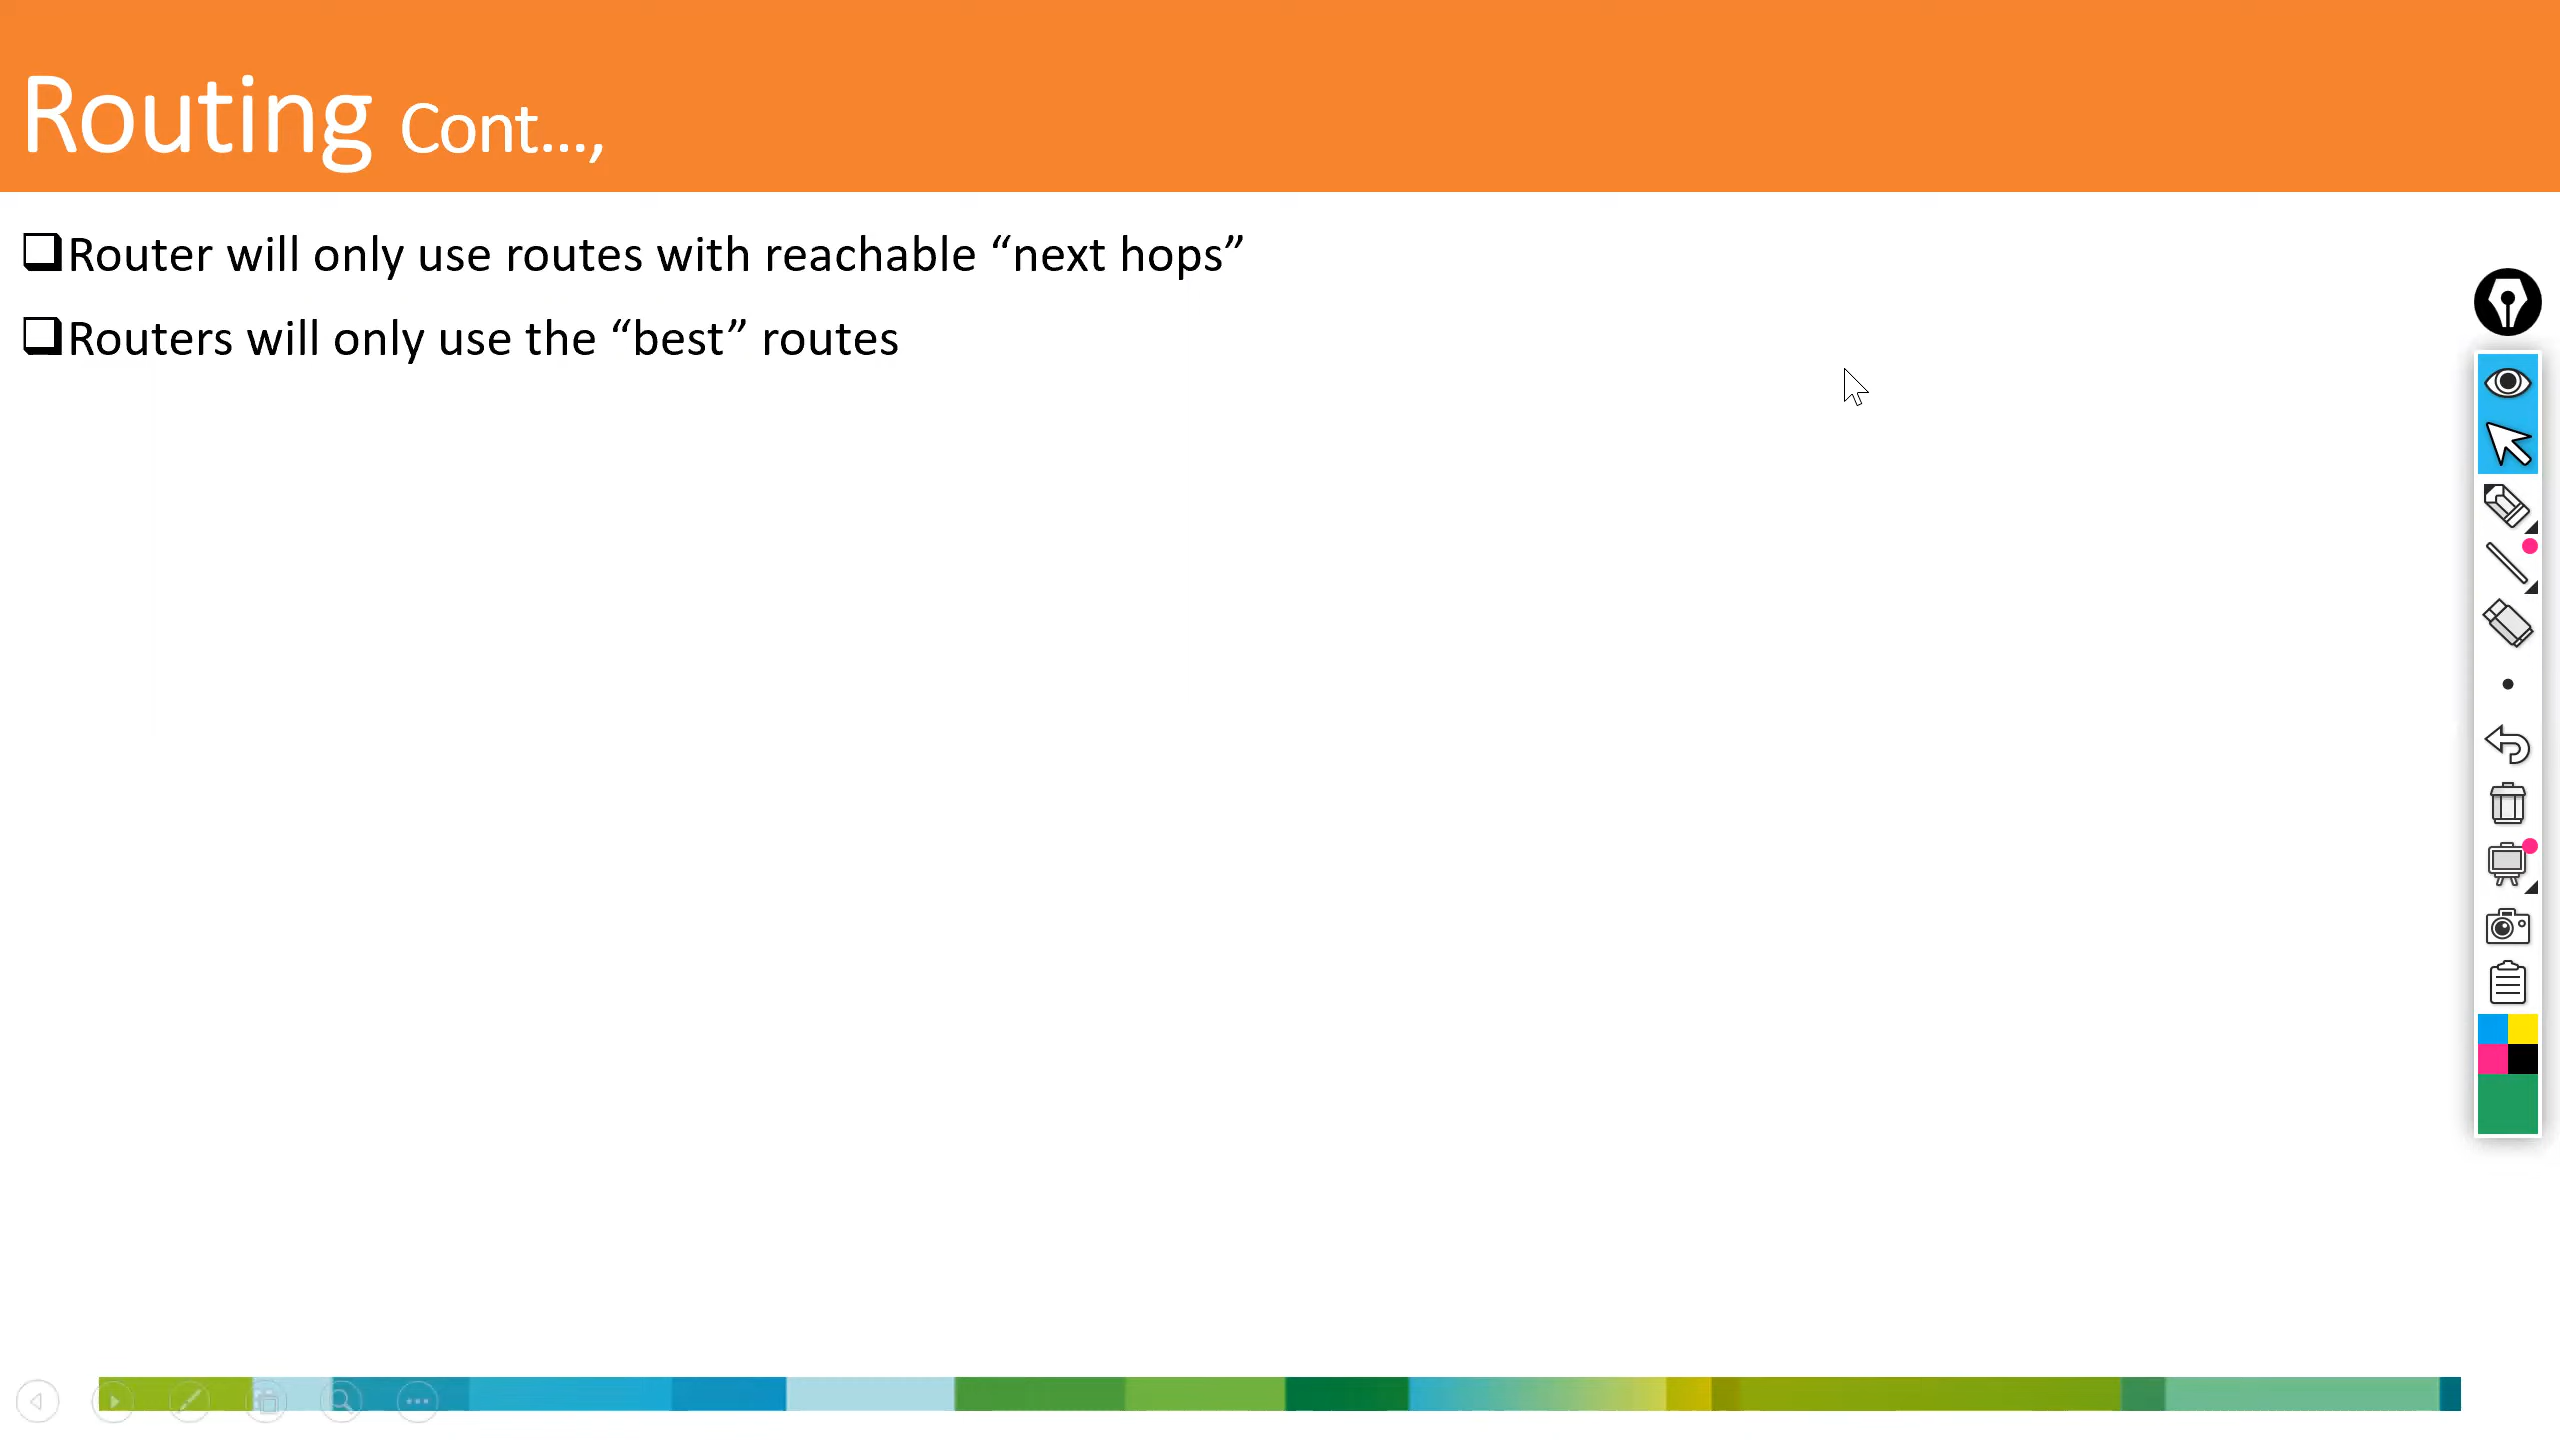 Routing Cont...,
Router will only use routes with reachable “next hops”
Routers will only use the “best” routes